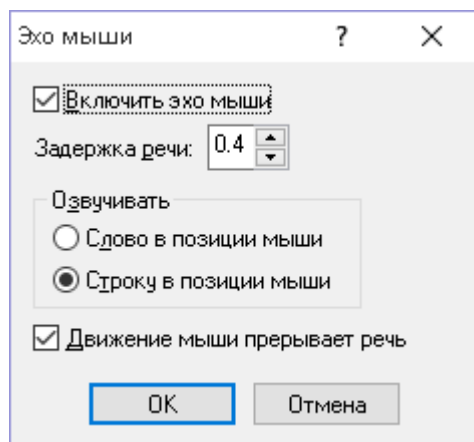 Эхо мыши ?
Включить эхо мыши
Задержка речи: 0.4
Озвучивать
Слово в позиции мыши
Строку в позиции мыши
Движение мыши прерывает речь
OK Отмена